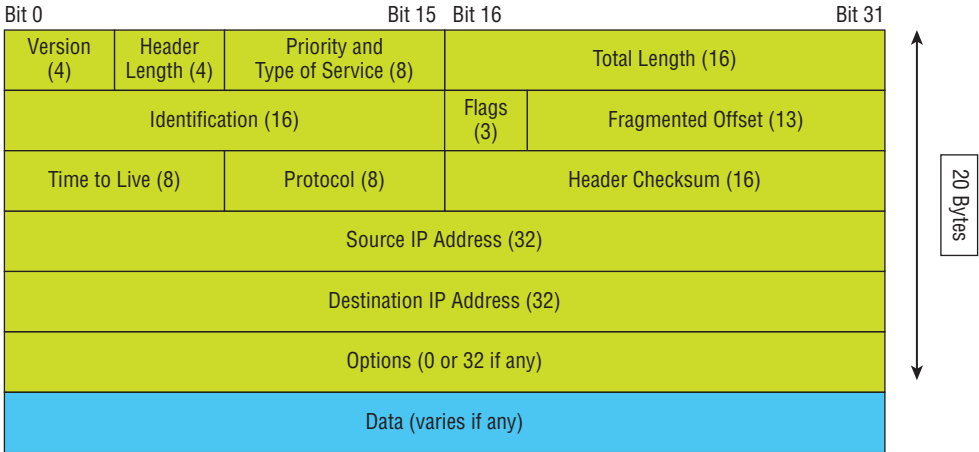 Bit 0 Bit 15 Bit 16 Bit 31
Version
(4)
Header
Length (4)
Priority and
Type of Service (8)
Total Length (16)
Identification (16)
Flags
(3)
Fragmented Offset (13)
Time to Live (8)
Protocol (8)
Header Checksum (16)
Source IP Address (32)
Destination IP Address (32)
Options (0 or 32 if any)
Data (varies if any)
20 Bytes